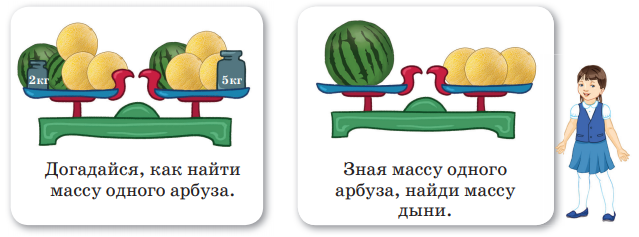 2кг
5кг
Догадайся, как найти
массу одного арбуза.
Зная массу одного
арбуза, найди массу
дыни.